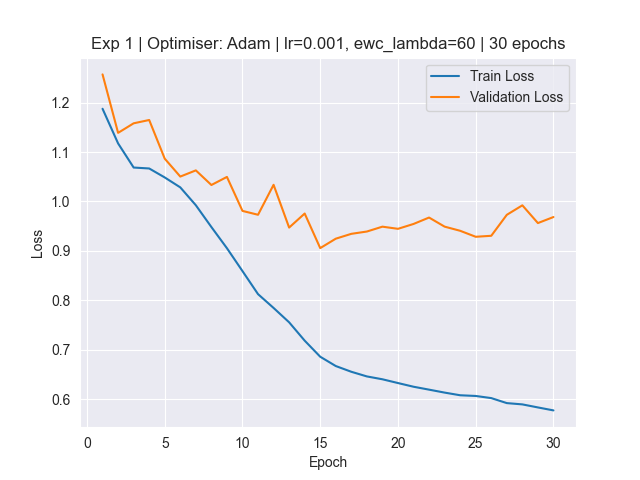 Exp 1 | Optimiser: Adam | lr=0.001, ewc_lambda=60 | 30 epochs
Train Loss
Validation Loss
1.2
1.1
1.0
0.9
0.8
0.7
0.6
Loss
0 5 10 15 20 25 30
Epoch